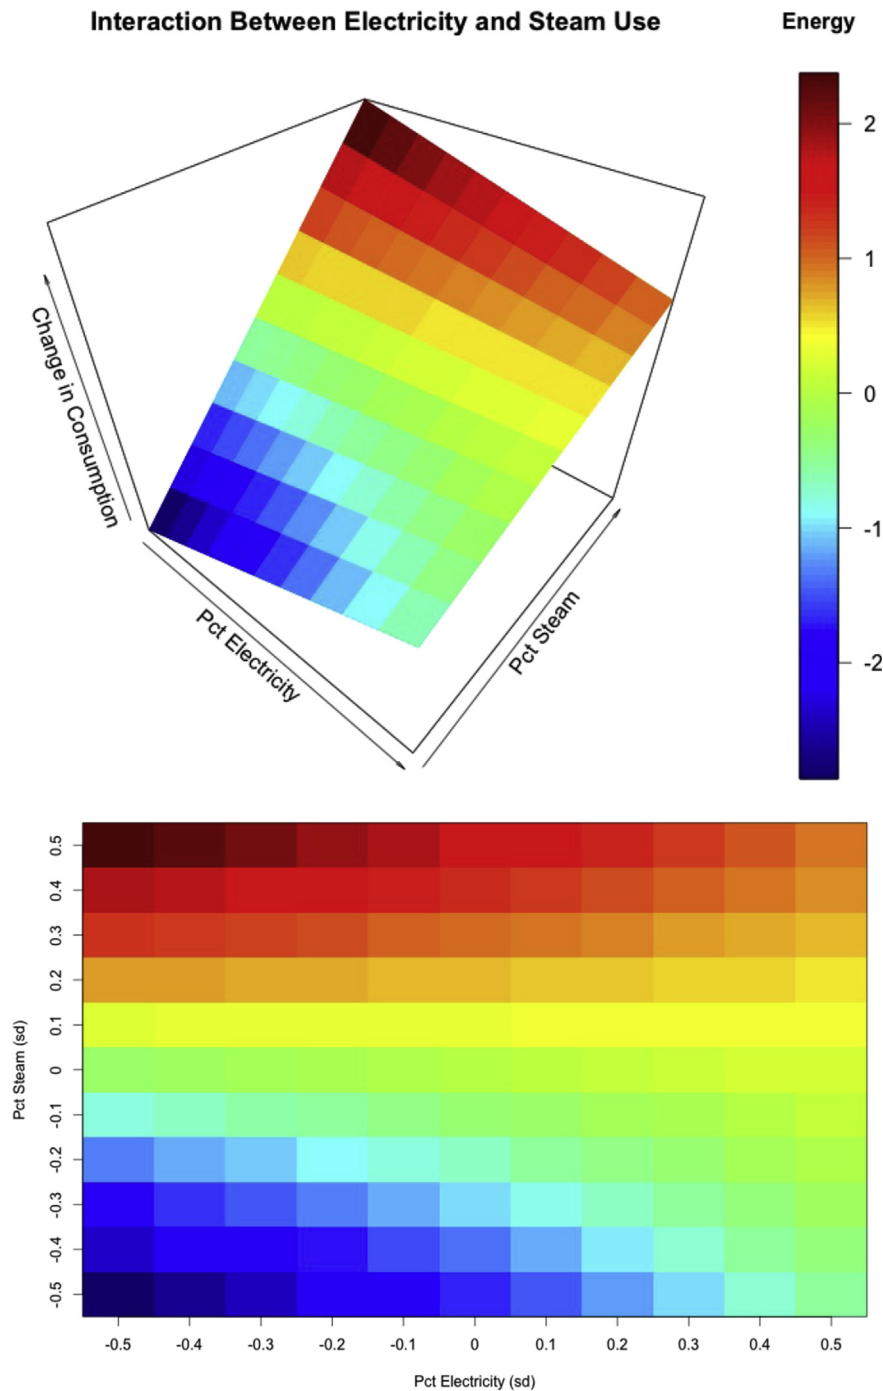 Interaction Between Electricity and Steam Use
Energy
2
1
0
-1
-2
Change in Consumption
Pct Electricity
Pct Steam
Pct Steam (sd)
0.5
0.4
0.3
0.2
0.1
0
-0.1
-0.2
-0.3
-0.4
-0.5
-0.5 -0.4 -0.3 -0.2 -0.1 0 0.1 0.2 0.3 0.4 0.5
Pct Electricity (sd)